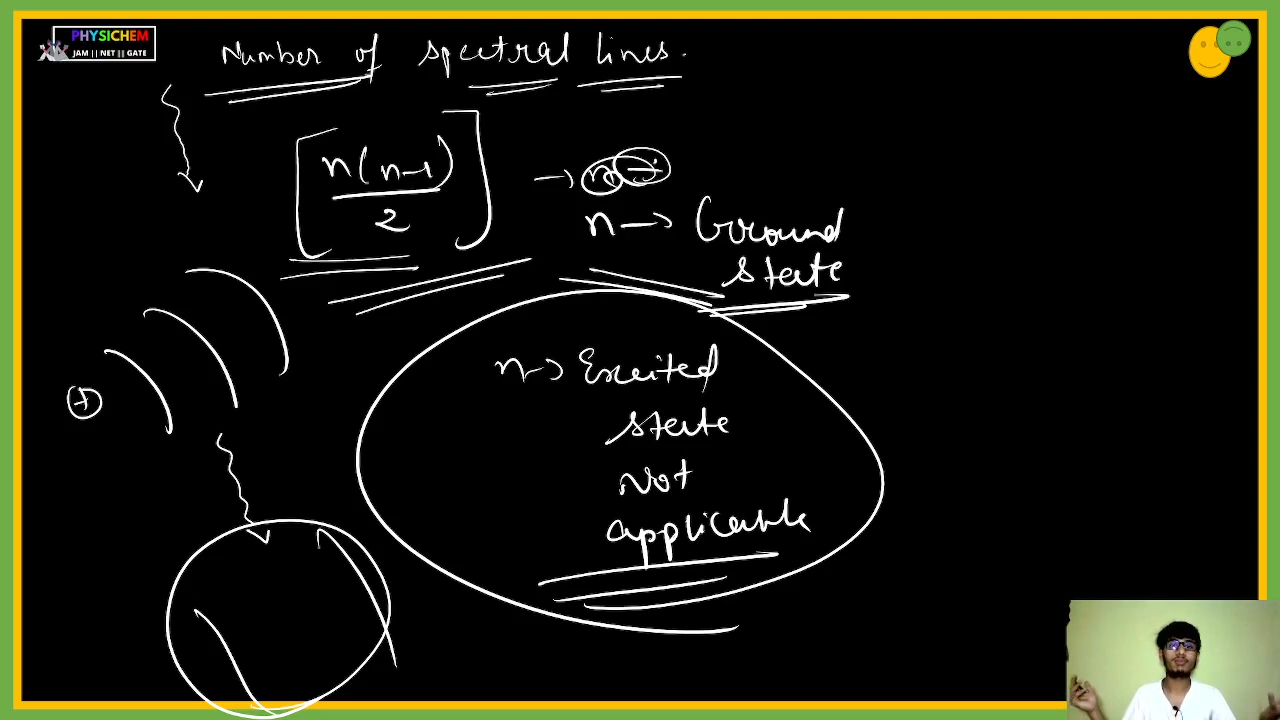 PHYSICHEM
JAM || NET || GATE
Number of spectral lines.
n(n-1)
2
n → Ground
state
n → Excited
state
Not
applicable
+